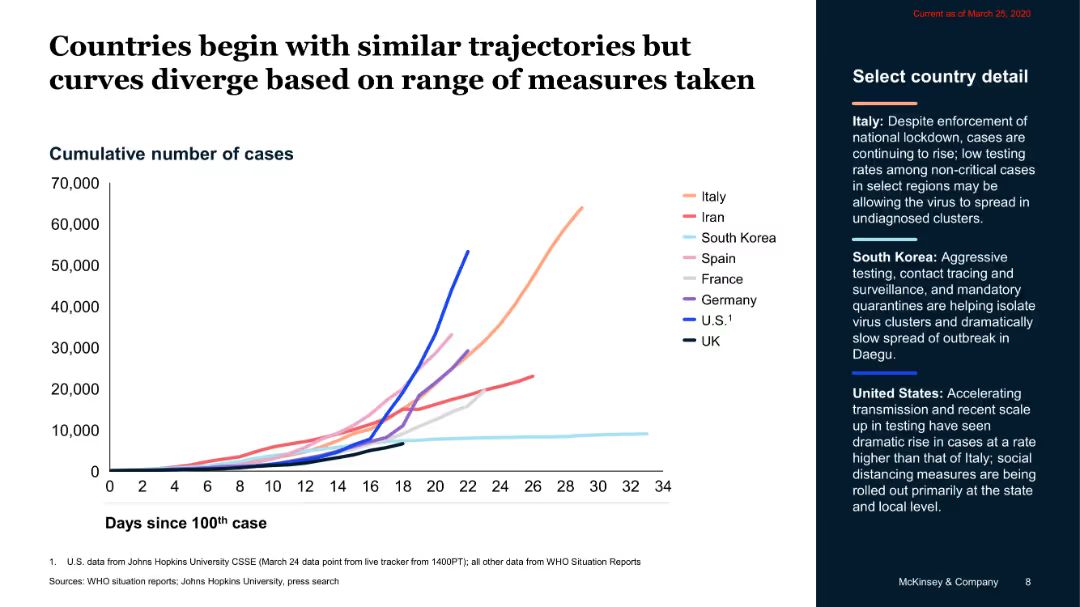 Current as of March 25, 2020
Countries begin with similar trajectories but
curves diverge based on range of measures taken
Cumulative number of cases
70,000
60,000
50,000
40,000
30,000
20,000
10,000
0
0 2 4 6 8 10 12 14 16 18 20 22 24 26 28 30 32 34
Days since 100th case
Italy
Iran
South Korea
Spain
France
Germany
U.S.1
UK
1. U.S. data from Johns Hopkins University CSSE (March 24 data point from live tracker from 1400PT); all other data from WHO Situation Reports
Sources: WHO situation reports; Johns Hopkins University, press search
Select country detail
Italy: Despite enforcement of
national lockdown, cases are
continuing to rise; low testing
rates among non-critical cases
in select regions may be
allowing the virus to spread in
undiagnosed clusters.
South Korea: Aggressive
testing, contact tracing and
surveillance, and mandatory
quarantines are helping isolate
virus clusters and dramatically
slow spread of outbreak in
Daegu.
United States: Accelerating
transmission and recent scale
up in testing have seen
dramatic rise in cases at a rate
higher than that of Italy; social
distancing measures are being
rolled out primarily at the state
and local level.
McKinsey & Company 8